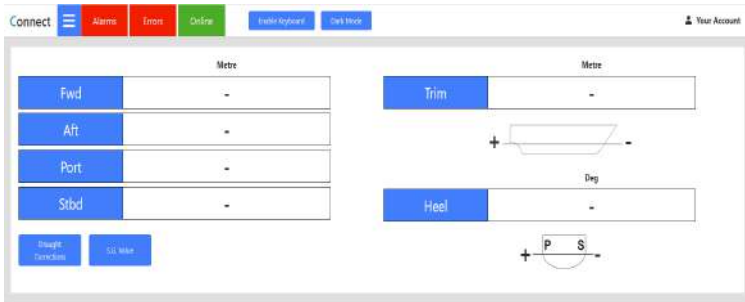 Connect Alarms Errors Online Enable Keyboard Dark Mode Your Account
Metre
Fwd -
Aft -
Port -
Stbd -
Draught
Corrections
Metre
Trim -
+ -
Deg
Heel -
P S
+ -